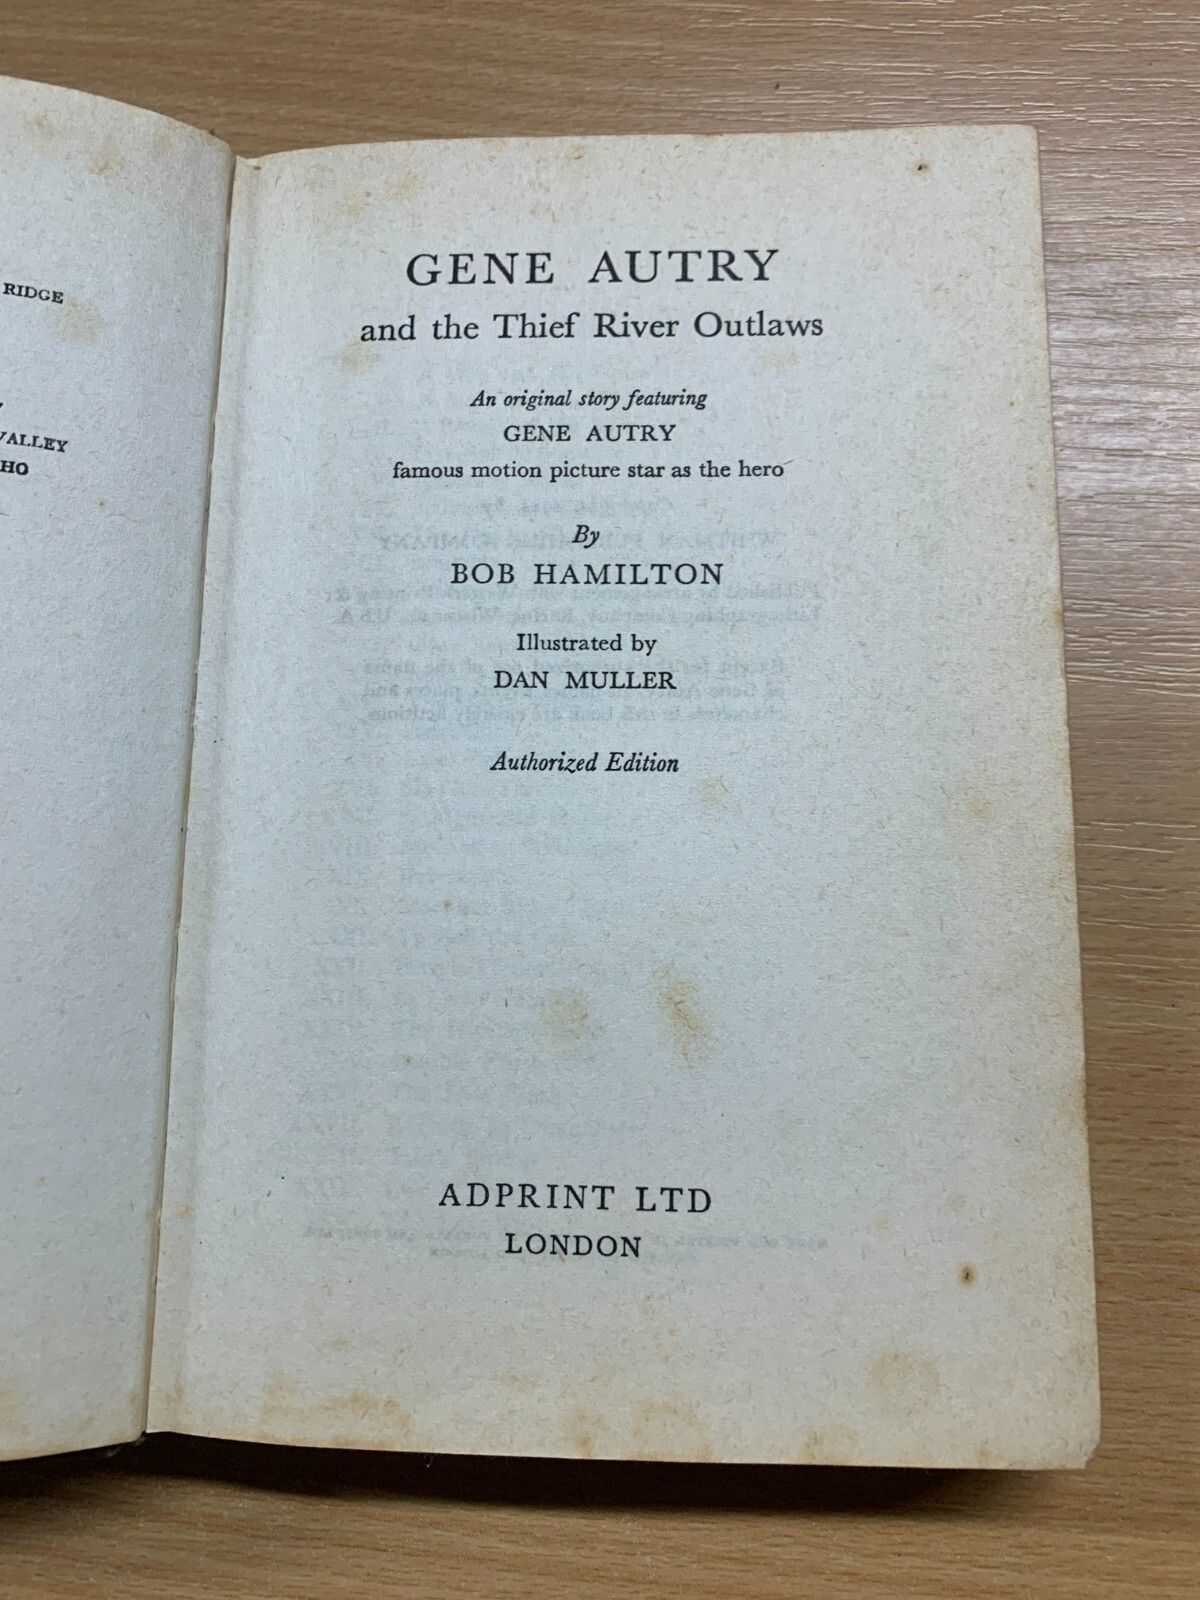 RIDGE
VALLEY
HO
GENE AUTRY
and the Thief River Outlaws
An original story featuring
GENE AUTRY
famous motion picture star as the hero
By
BOB HAMILTON
Illustrated by
DAN MULLER
Authorized Edition
ADPRINT LTD
LONDON